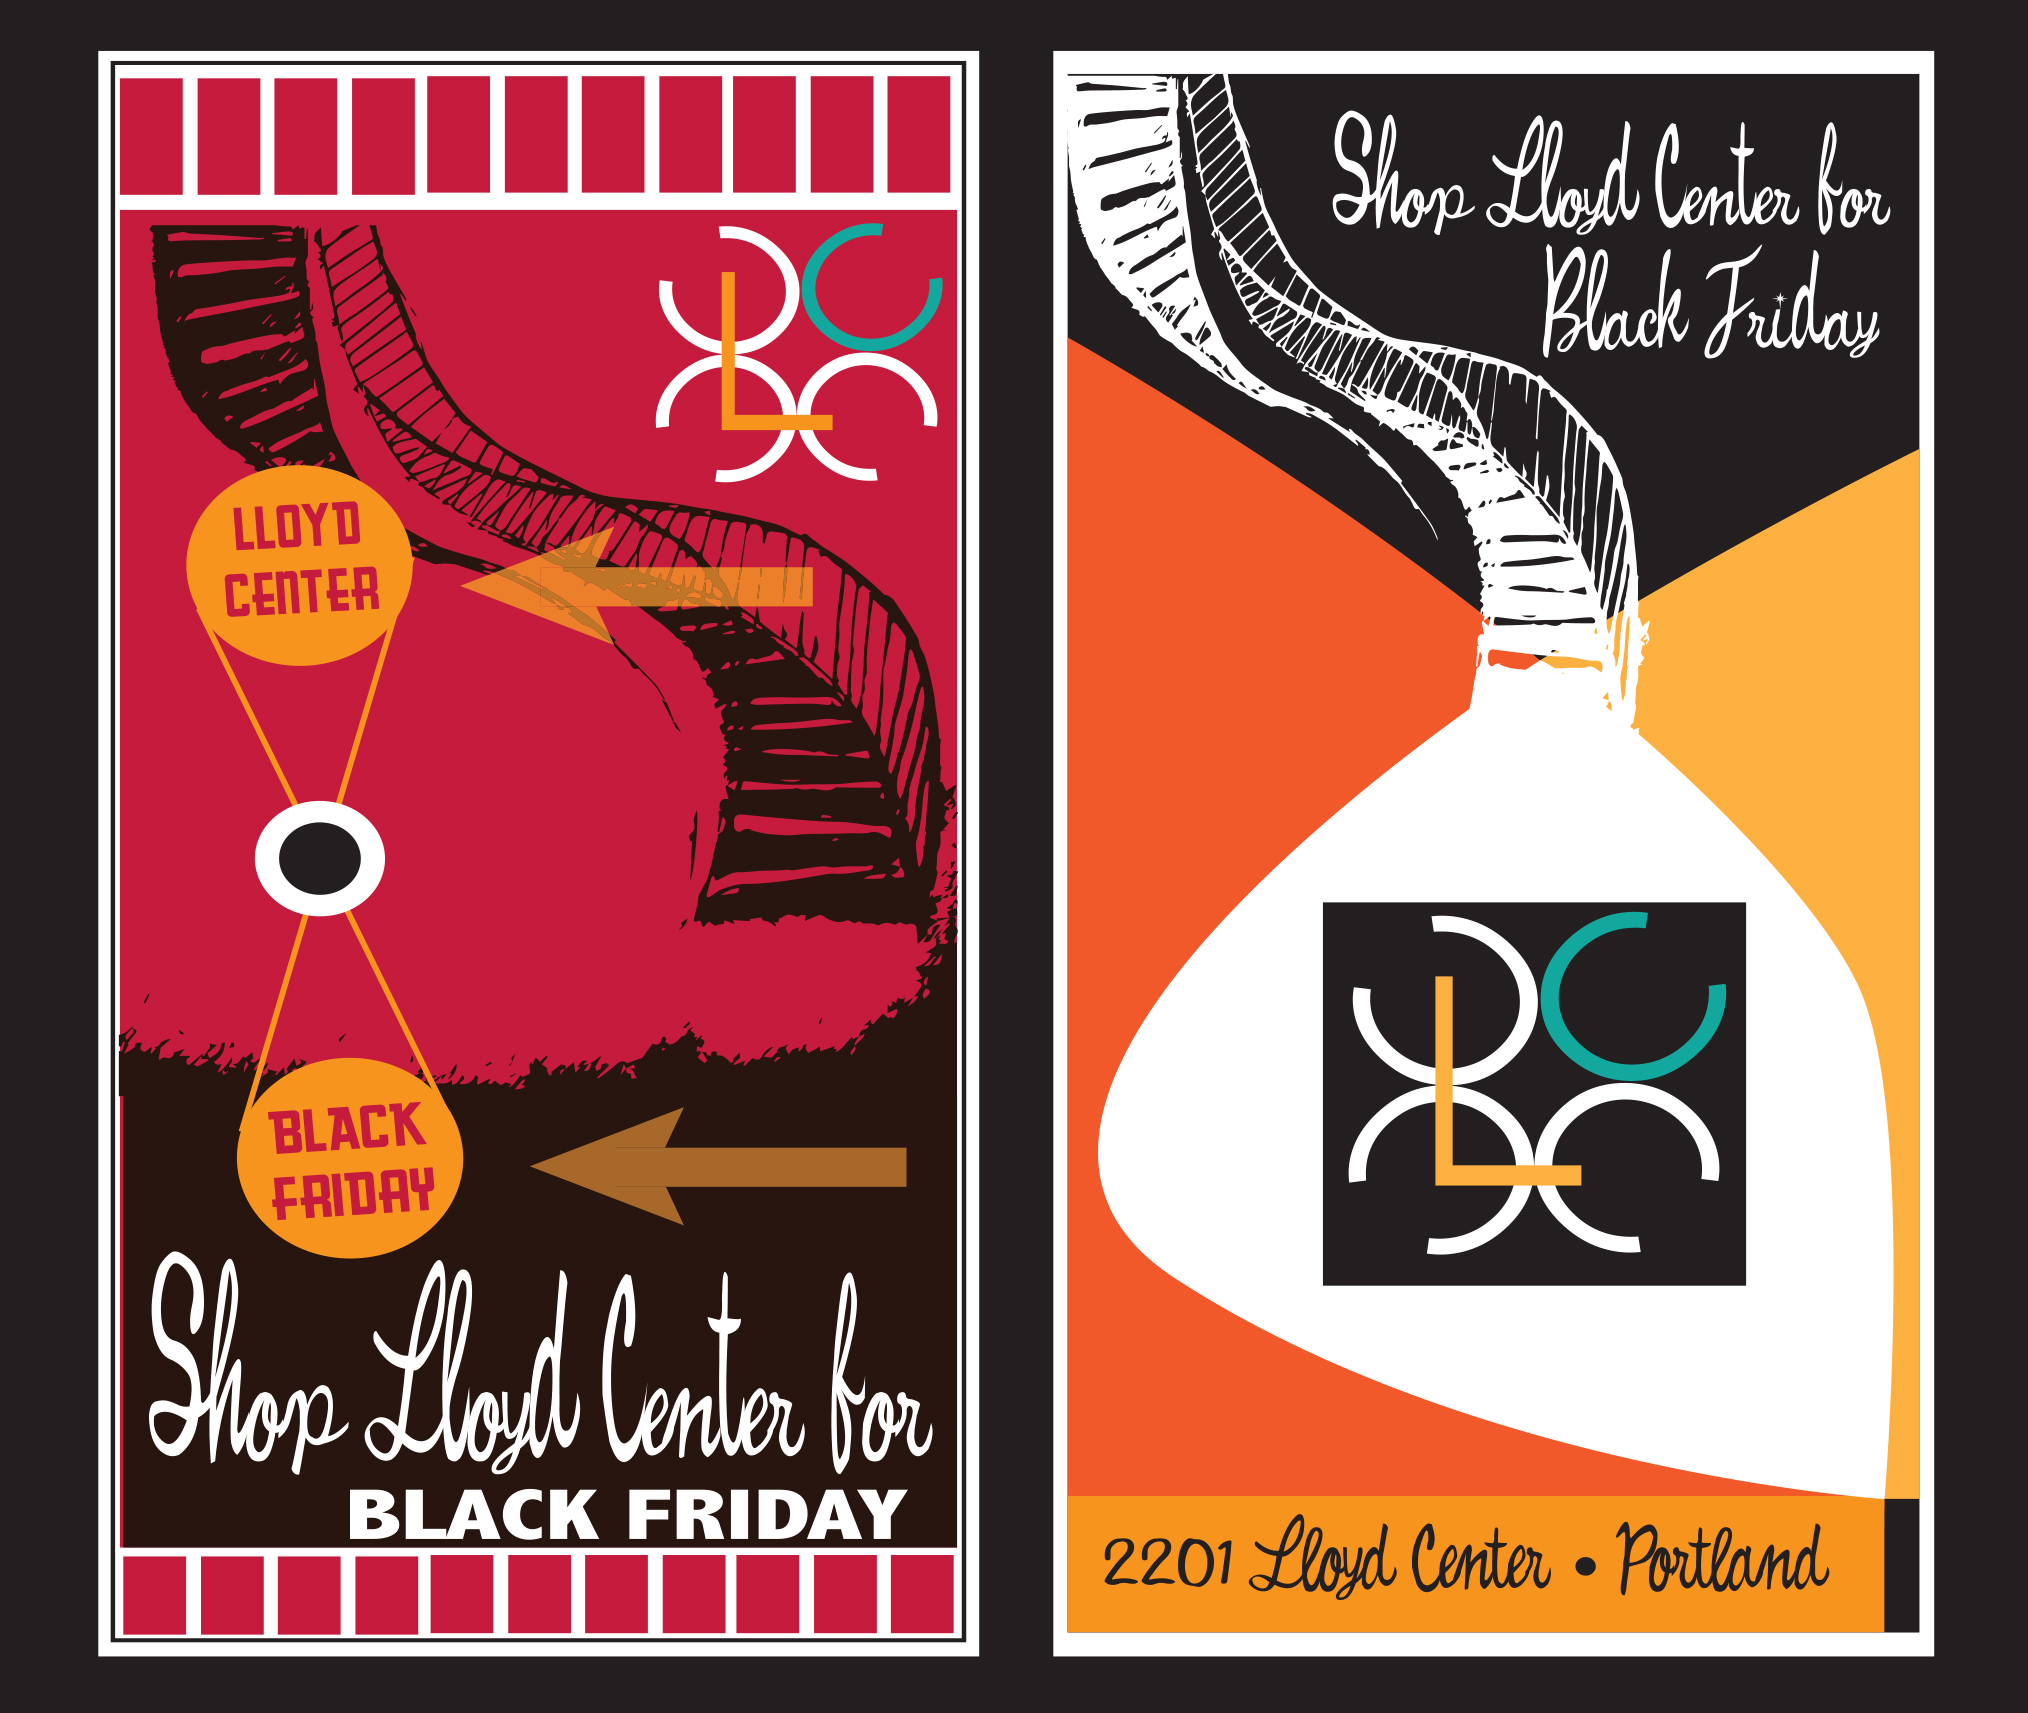 LLOYD
CENTER
BLACK
FRIDAY
Shop Lloyd Center for
BLACK FRIDAY
Shop Lloyd Center for
Black Friday
2201 Lloyd Center • Portland